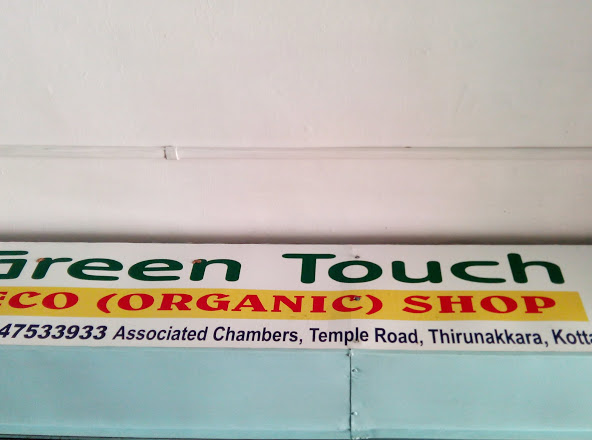 Green Touch
ECO (ORGANIC) SHOP
47533933 Associated Chambers, Temple Road, Thirunakkara, Kotta